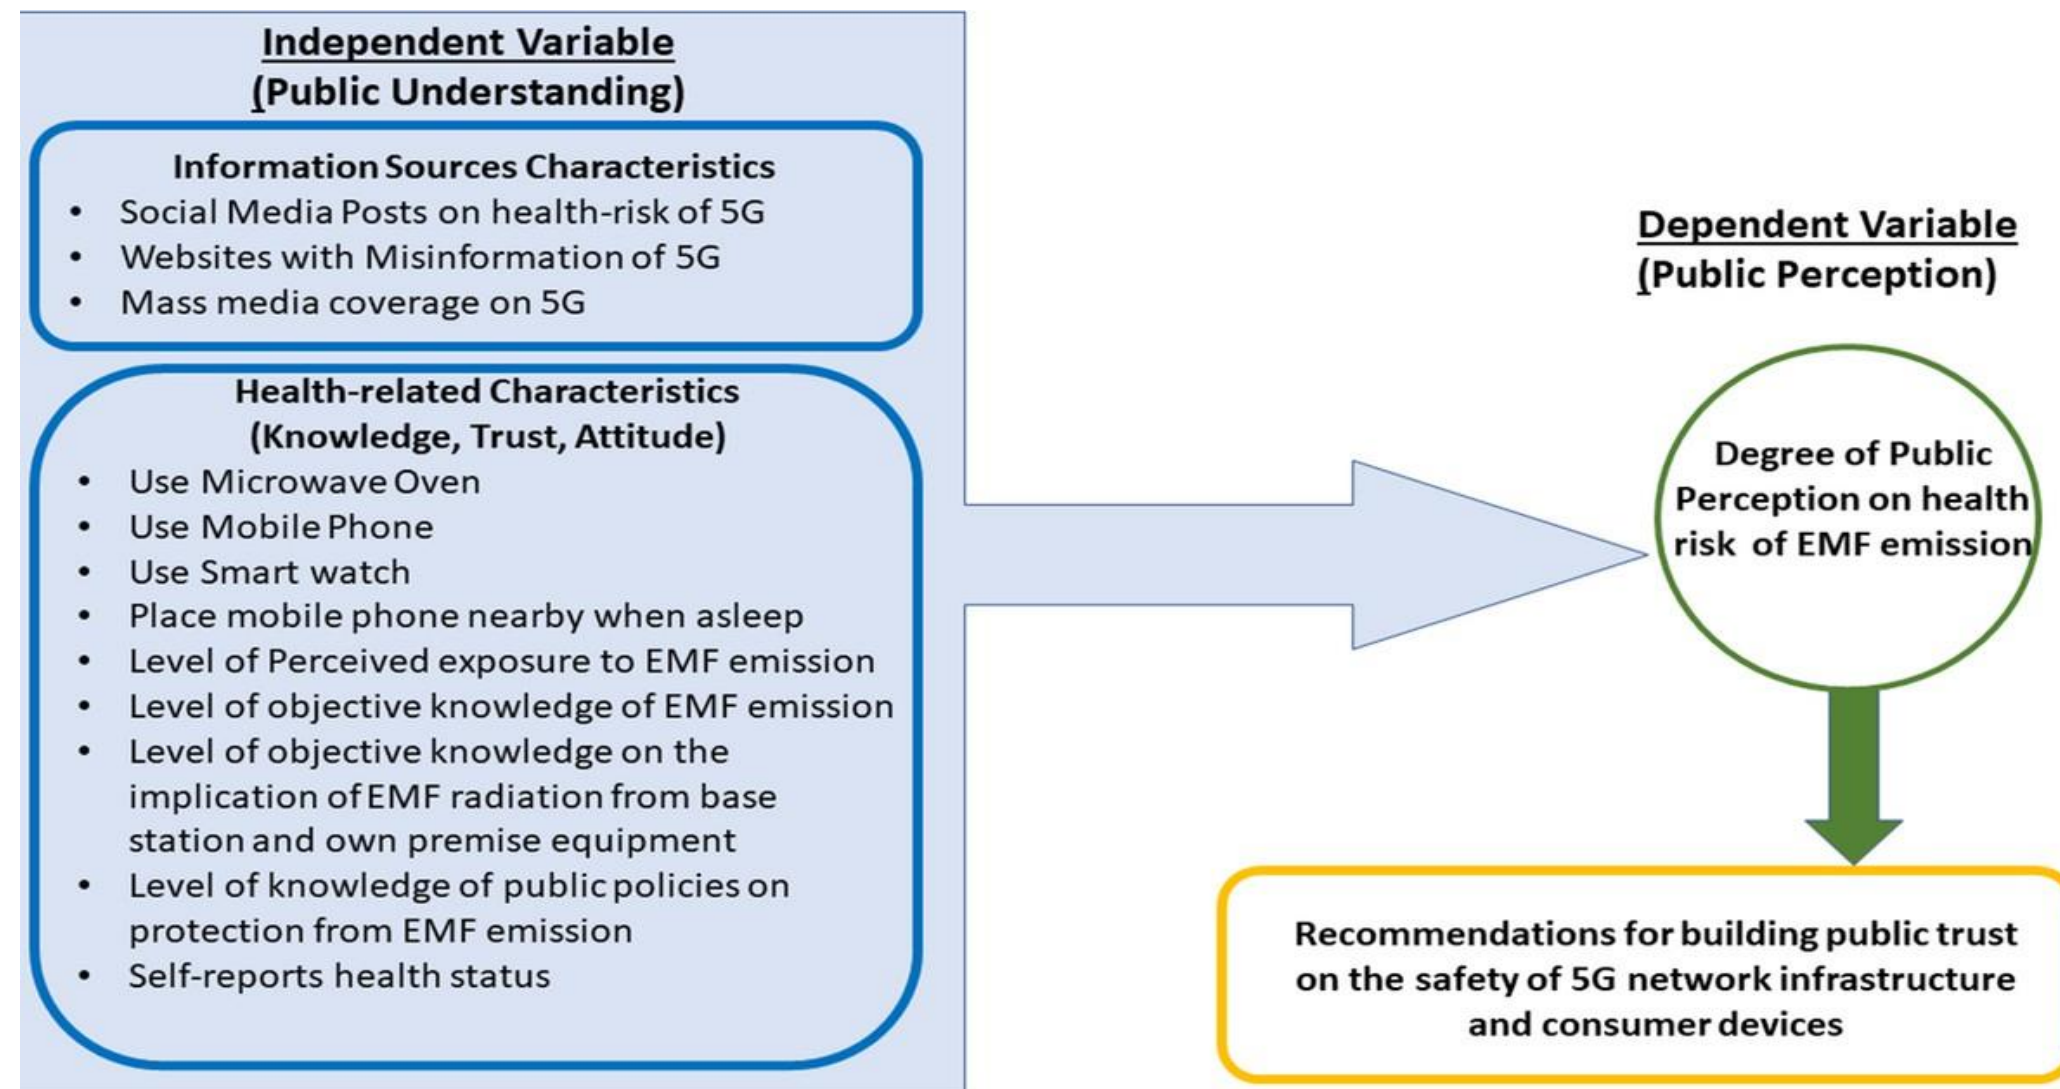 Independent Variable
(Public Understanding)
Information Sources Characteristics
• Social Media Posts on health-risk of 5G
• Websites with Misinformation of 5G
• Mass media coverage on 5G
Health-related Characteristics
(Knowledge, Trust, Attitude)
• Use Microwave Oven
• Use Mobile Phone
• Use Smart watch
• Place mobile phone nearby when asleep
• Level of Perceived exposure to EMF emission
• Level of objective knowledge of EMF emission
• Level of objective knowledge on the
implication of EMF radiation from base
station and own premise equipment
• Level of knowledge of public policies on
protection from EMF emission
• Self-reports health status
Dependent Variable
(Public Perception)
Degree of Public
Perception on health
risk of EMF emission
Recommendations for building public trust
on the safety of 5G network infrastructure
and consumer devices